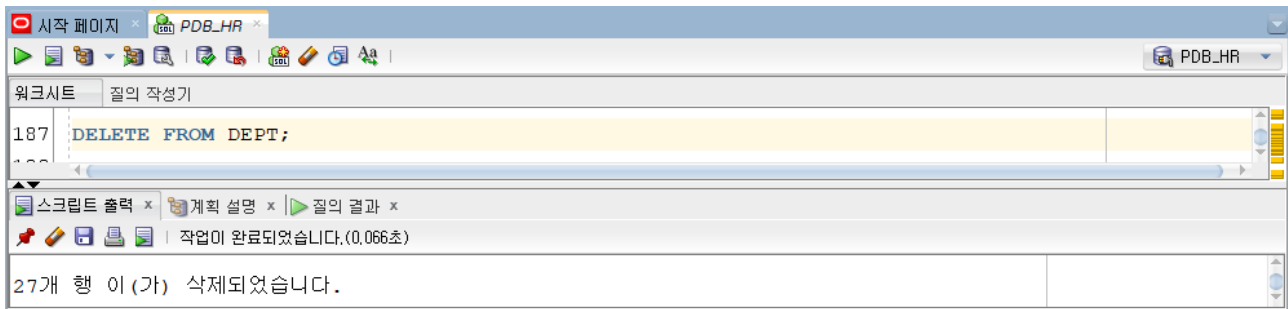 시작 페이지
PDB_HR
PDB_HR
워크시트 질의 작성기
187 DELETE FROM DEPT;
스크립트 출력 x 계획 설명 x 질의 결과 x
작업이 완료되었습니다.(0.066초)
27개 행 이(가) 삭제되었습니다.